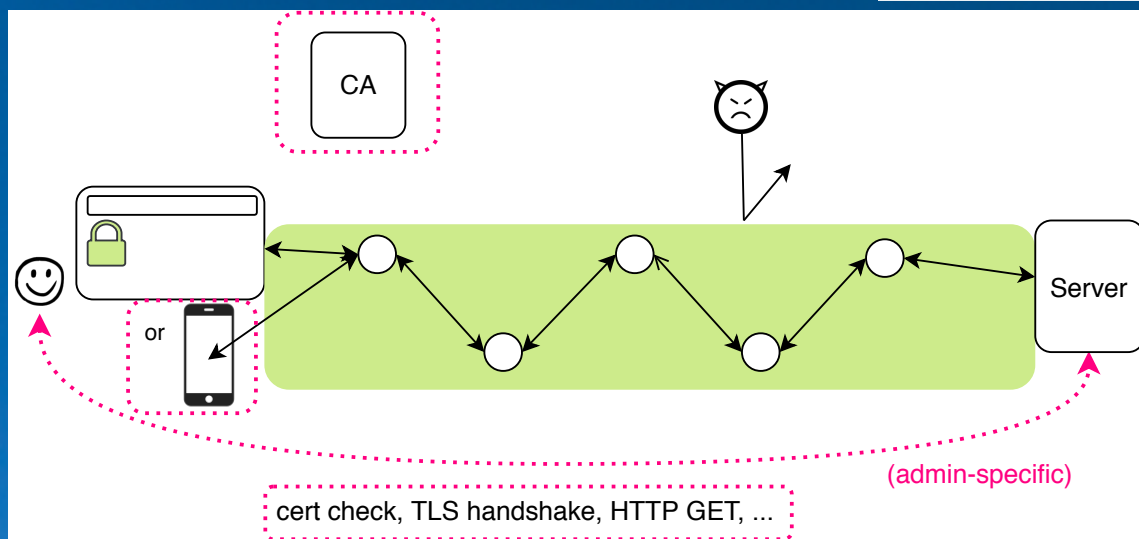 CA
or
Server
(admin-specific)
cert check, TLS handshake, HTTP GET, ...